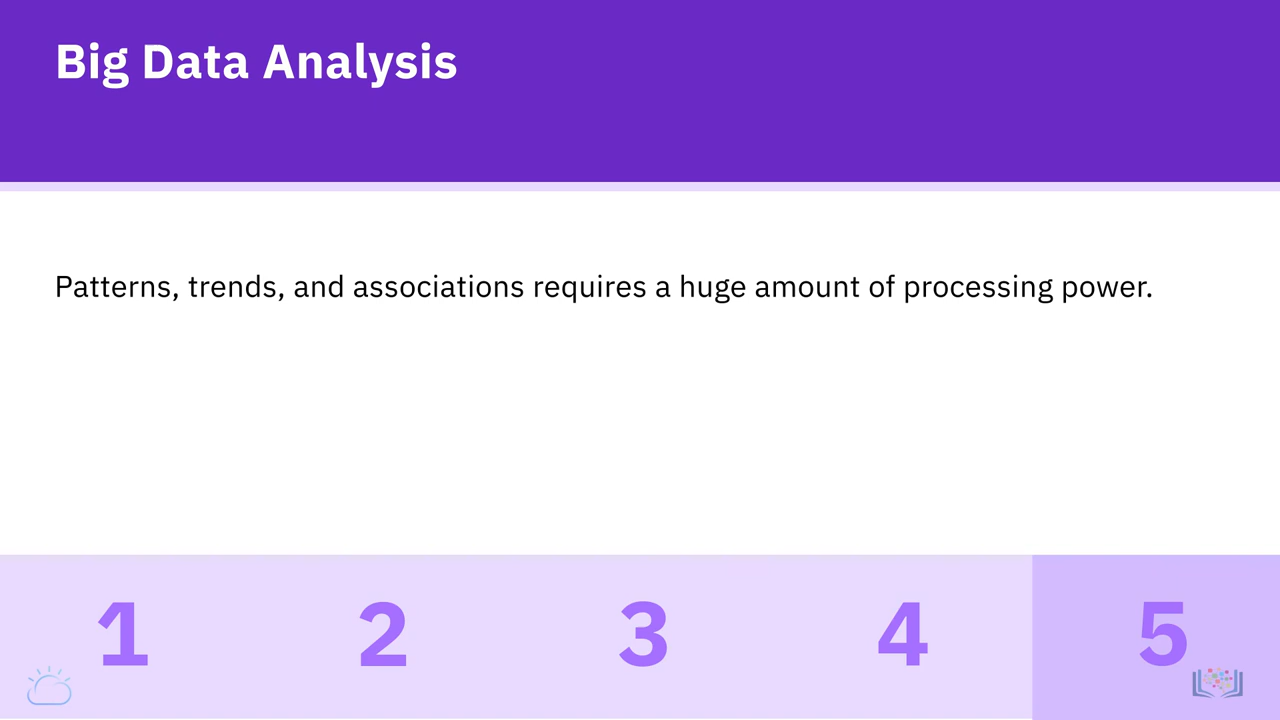 Big Data Analysis
Patterns, trends, and associations requires a huge amount of processing power.
1 2 3 4 5